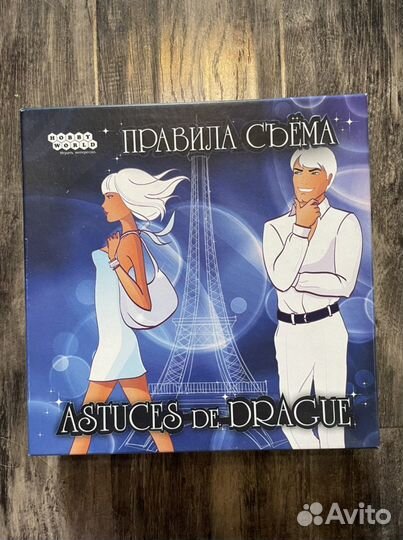 HOBBY
WORLD
Играть интересно
ПРАВИЛА СЪЁМА
ASTUCES DE DRAGUE
Avito